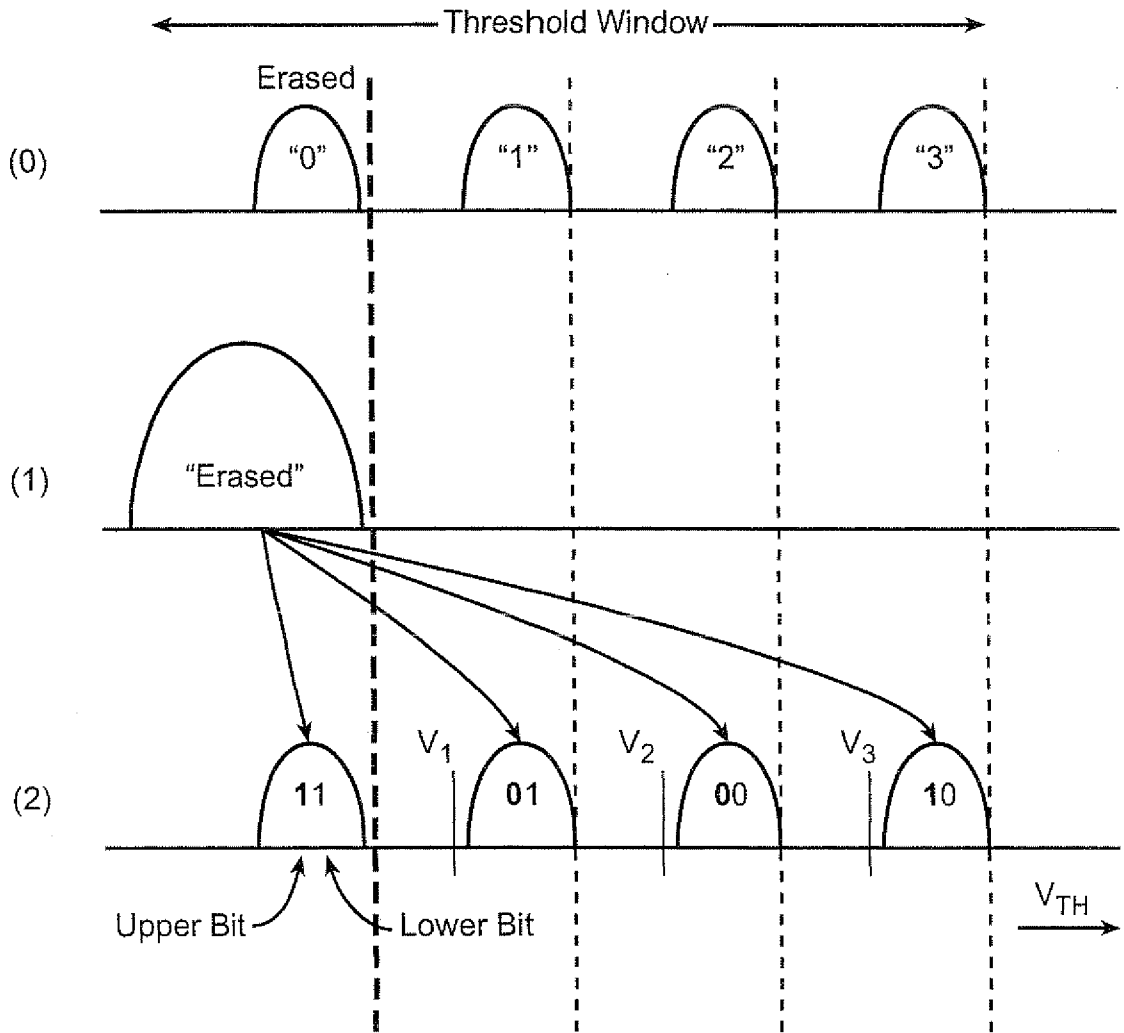 Threshold Window
Erased
(0)
“0” “1” “2” “3”
(1)
“Erased”
V1 V2 V3
(2)
11 01 00 10
Upper Bit Lower Bit
VTH